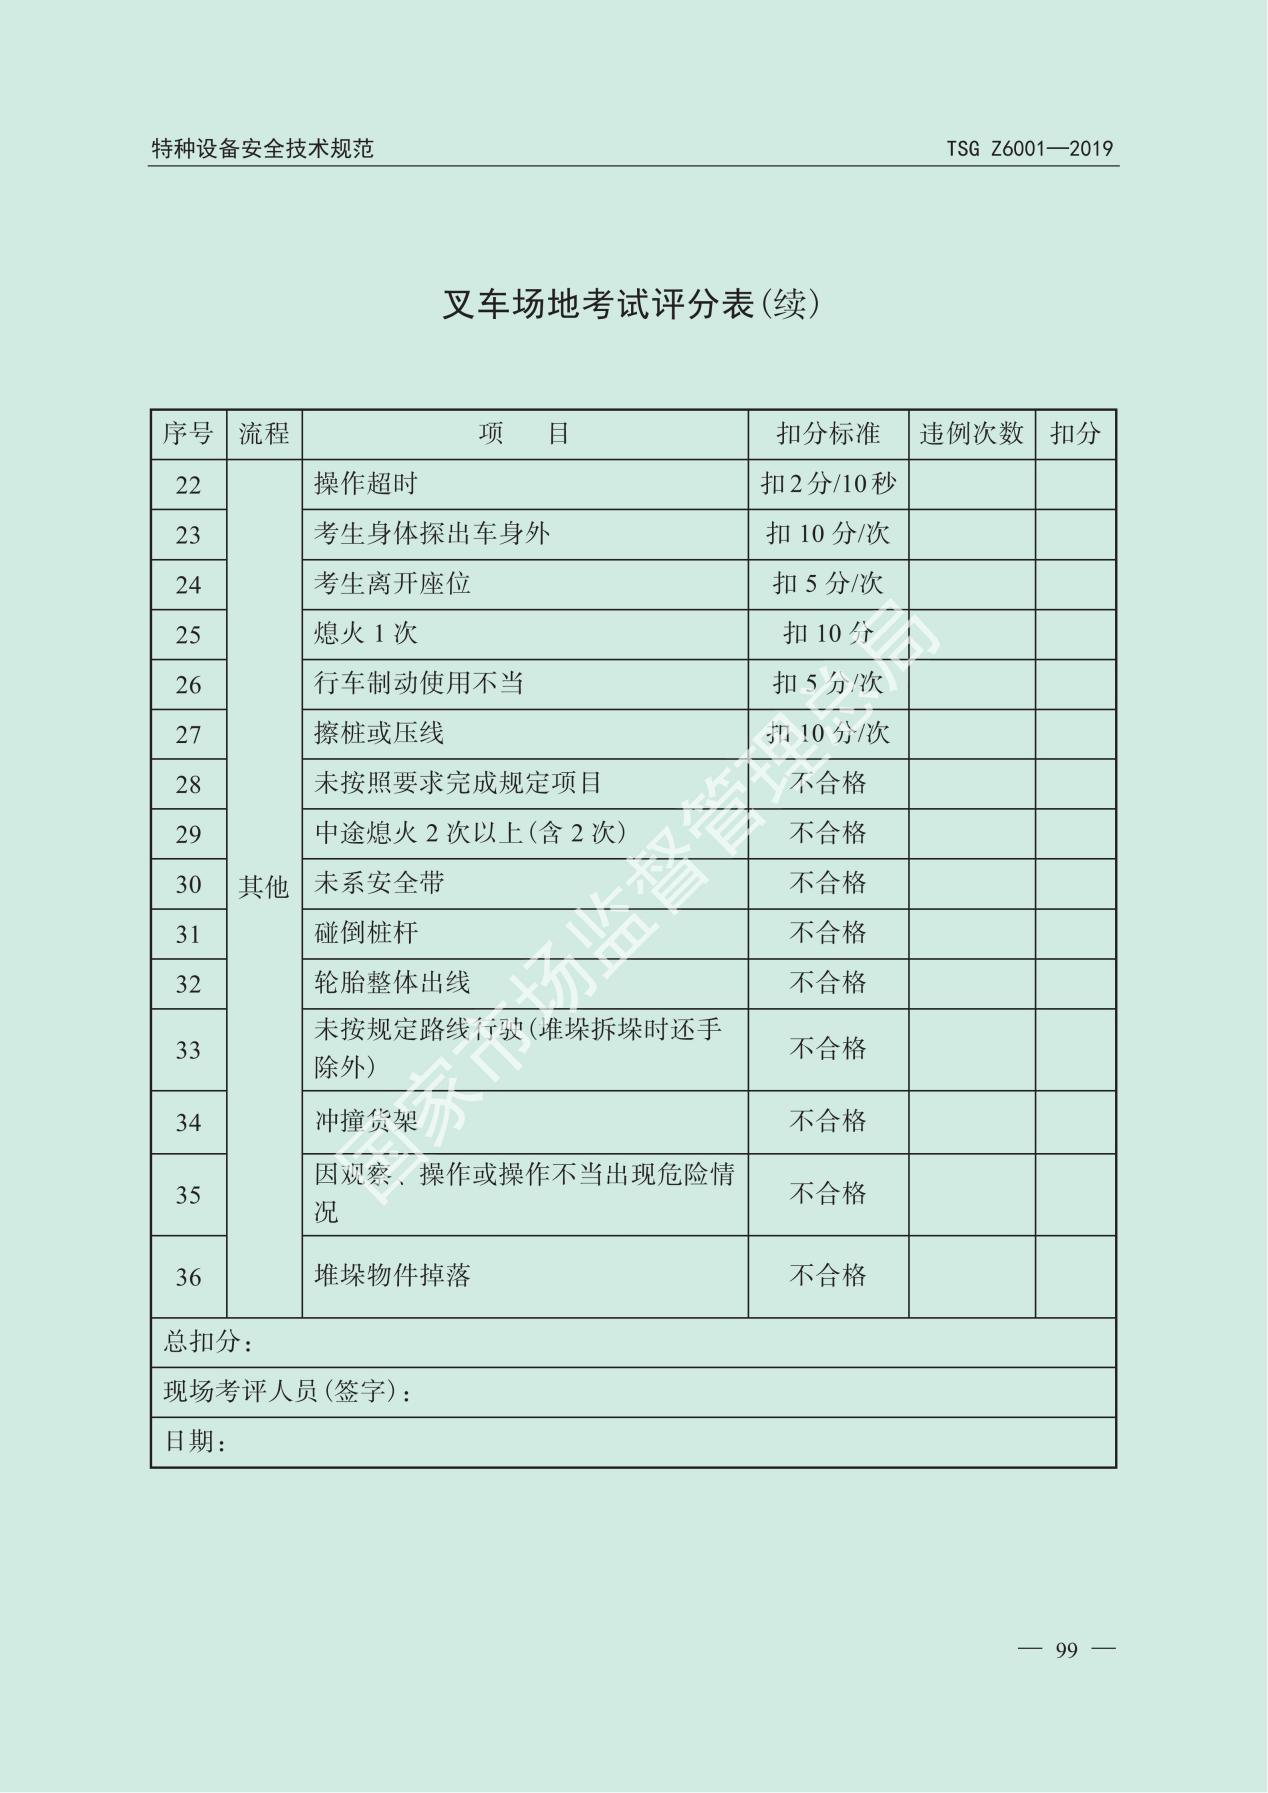 特种设备安全技术规范 TSG Z6001—2019
叉车场地考试评分表(续)
序号 流程 项 目 扣分标准 违例次数 扣分
22 操作超时 扣2分/10秒
23 考生身体探出车身外 扣 10 分/次
24 考生离开座位 扣 5 分/次
25 熄火 1 次 扣 10 分
26 行车制动使用不当 扣 5 分/次
27 擦桩或压线 扣 10 分/次
28 未按照要求完成规定项目 不合格
29 中途熄火 2 次以上(含 2 次) 不合格
30 其他 未系安全带 不合格
31 碰倒桩杆 不合格
32 轮胎整体出线 不合格
33 未按规定路线行驶(堆垛拆垛时还手
除外) 不合格
34 冲撞货架 不合格
35 因观察、操作或操作不当出现危险情
况 不合格
36 堆垛物件掉落 不合格
总扣分:
现场考评人员(签字):
日期:
国家市场监督管理总局
— 99 —